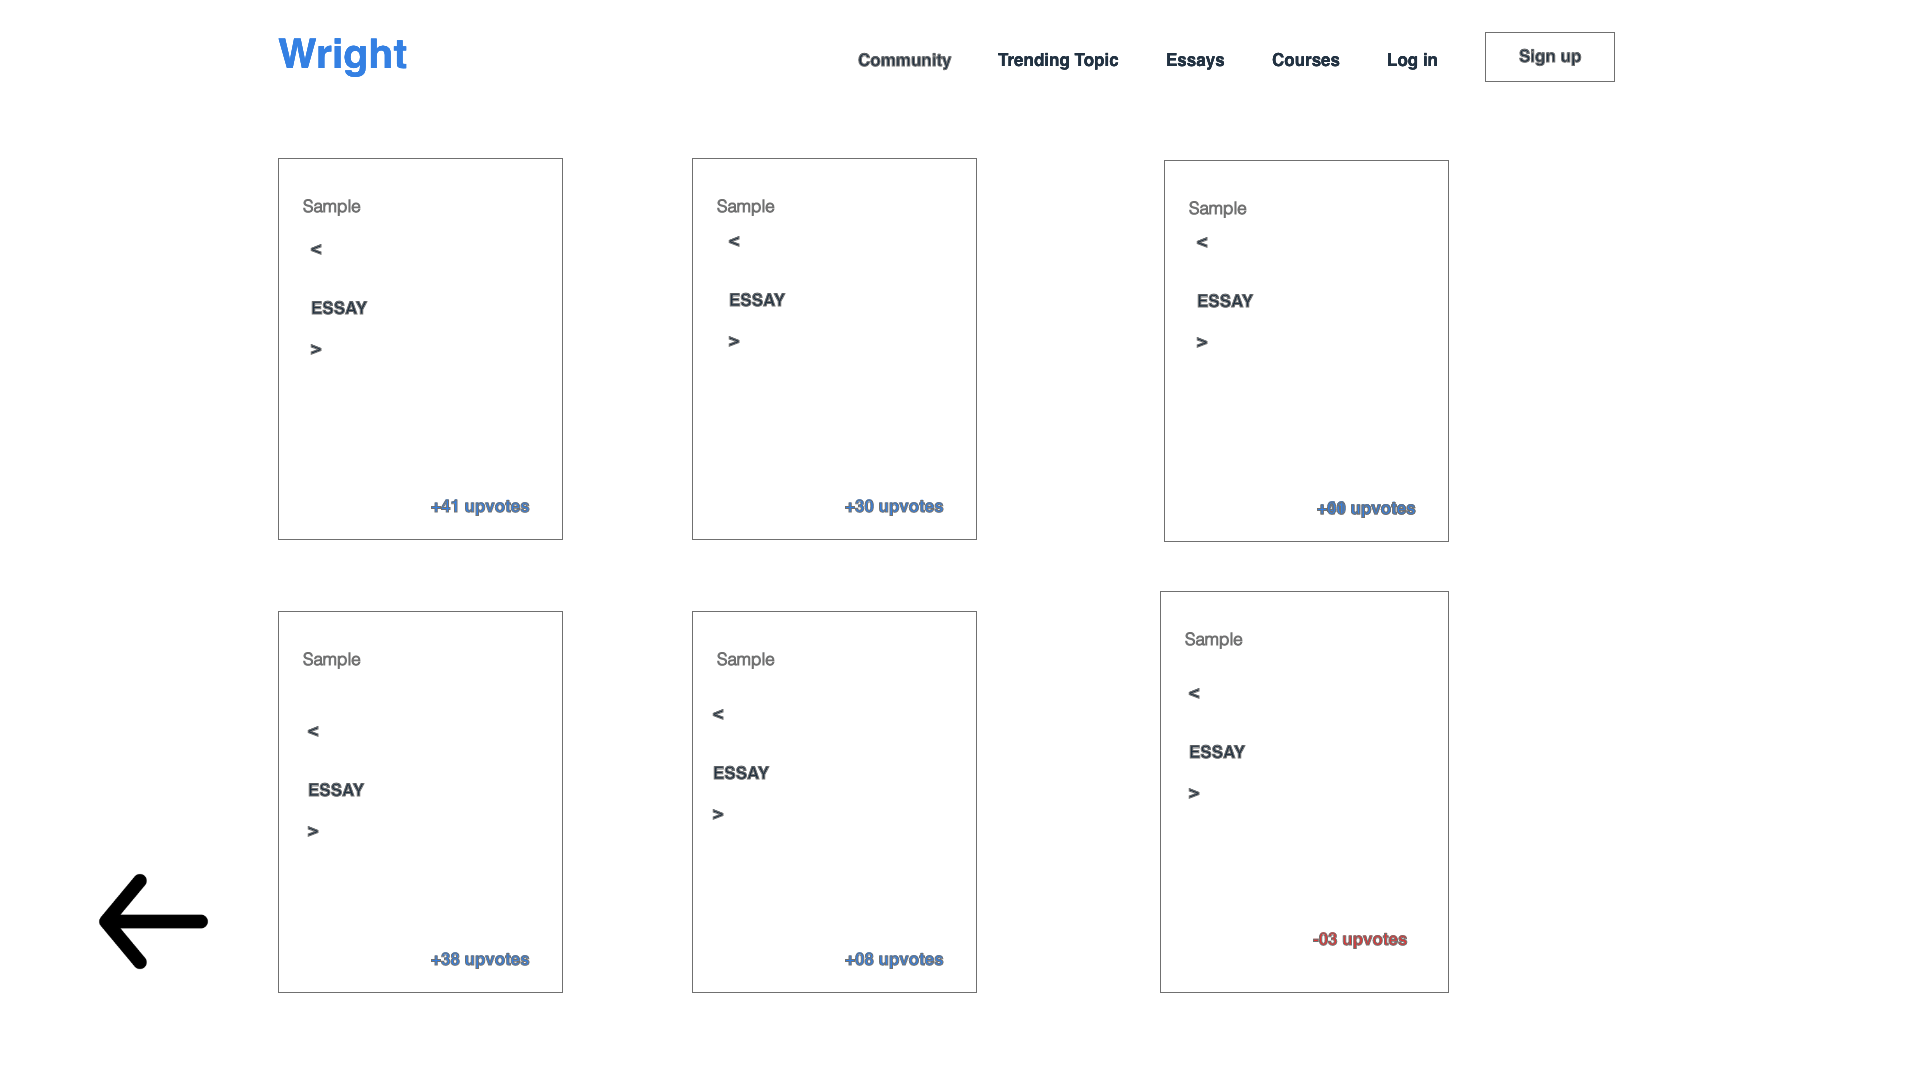 Wright
Community Trending Topic Essays Courses Log in Sign up
Sample
<
ESSAY
>
+41 upvotes
Sample
<
ESSAY
>
+30 upvotes
Sample
<
ESSAY
>
upvotes
Sample
<
ESSAY
>
+38 upvotes
Sample
<
ESSAY
>
+08 upvotes
Sample
<
ESSAY
>
-03 upvotes